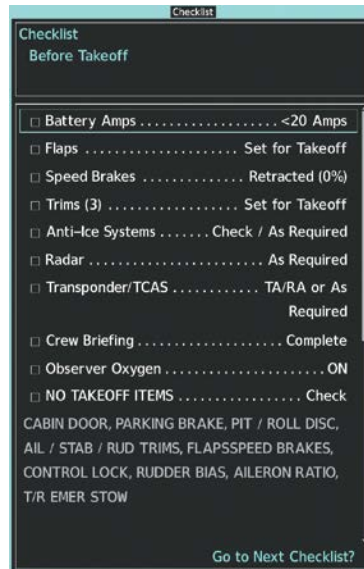 Checklist
Checklist
Before Takeoff
Battery Amps ................... <20 Amps
Flaps .................... Set for Takeoff
Speed Brakes ............. Retracted (0%)
Trims (3) ................... Set for Takeoff
Anti-Ice Systems ....... Check / As Required
Radar .......................... As Required
Transponder/TCAS ............ TA/RA or As
Required
Crew Briefing ..................... Complete
Observer Oxygen ........................ ON
NO TAKEOFF ITEMS ............... Check
CABIN DOOR, PARKING BRAKE, PIT / ROLL DISC,
AIL / STAB / RUD TRIMS, FLAPSSPEED BRAKES,
CONTROL LOCK, RUDDER BIAS, AILERON RATIO,
T/R EMER STOW
Go to Next Checklist?